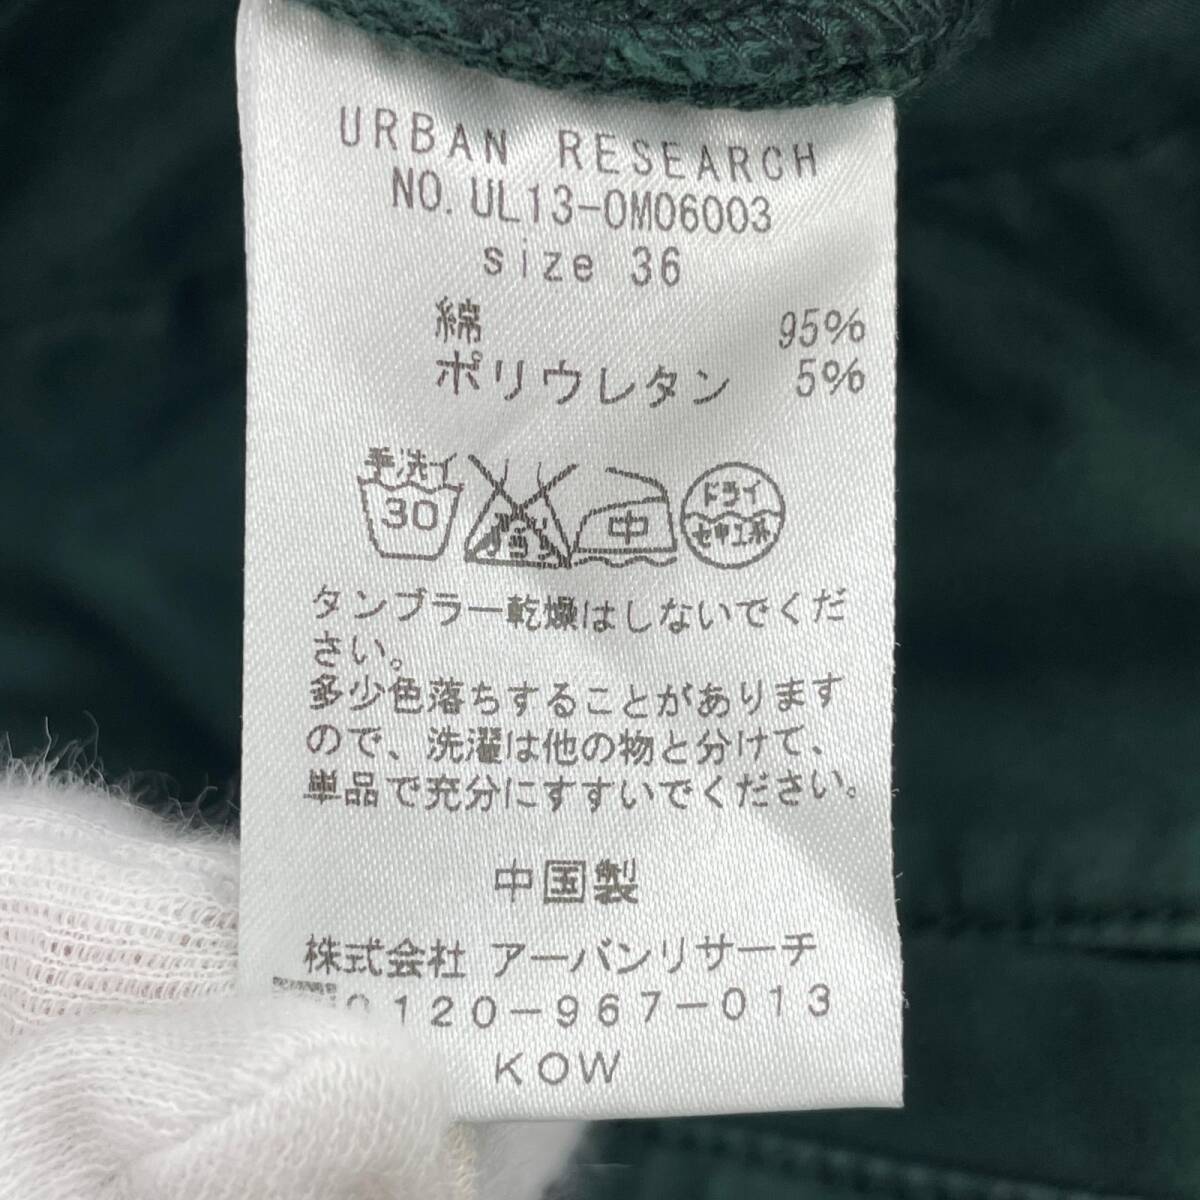 URBAN RESEARCH
NO. UL13-OM06003
size 36
綿 95%
ポリウレタン 5%
手洗イ
30
中
ドライ
セキユ系
タンブラー乾燥はしないでくだ
さい。
多少色落ちすることがあります
ので、洗濯は他の物と分けて、
単品で充分にすすいでください。
中国製
株式会社 アーバンリサーチ
0120-967-013
KOW